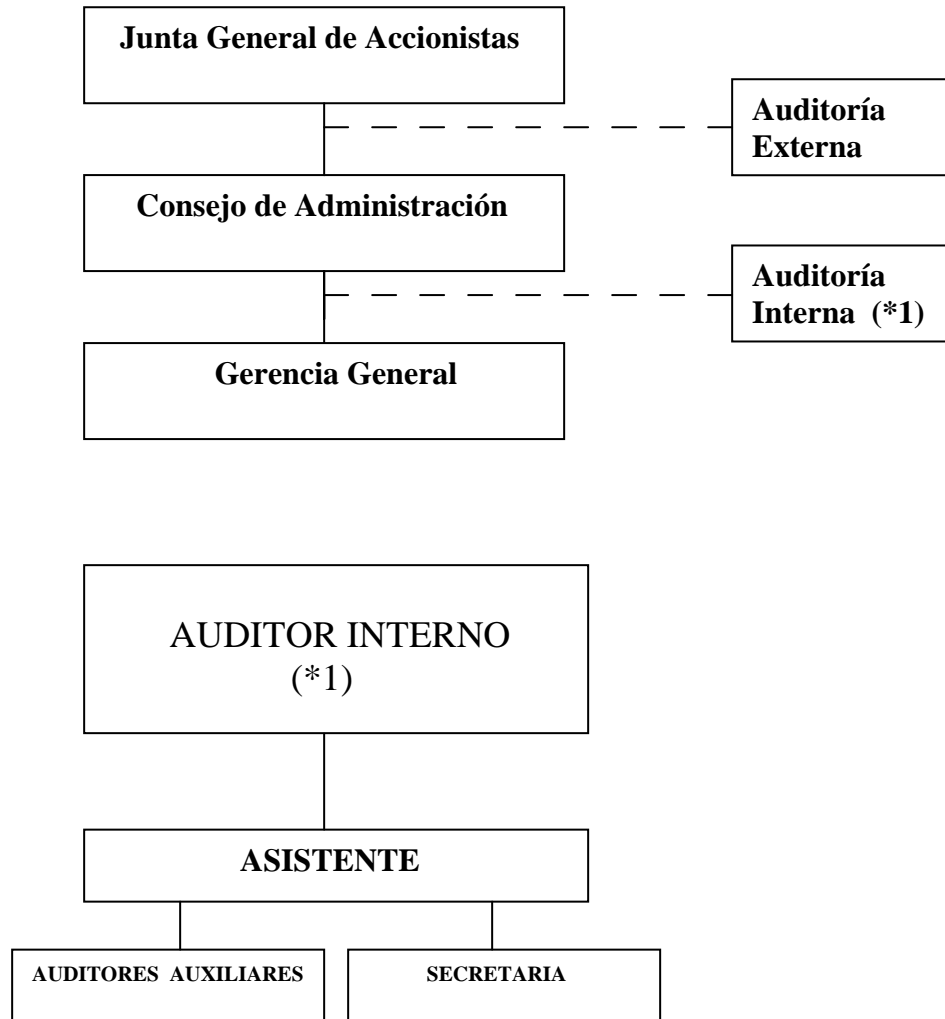 Junta General de Accionistas
Auditoría
Externa
Consejo de Administración
Auditoría
Interna (*1)
Gerencia General
AUDITOR INTERNO
(*1)
ASISTENTE
AUDITORES AUXILIARES
SECRETARIA